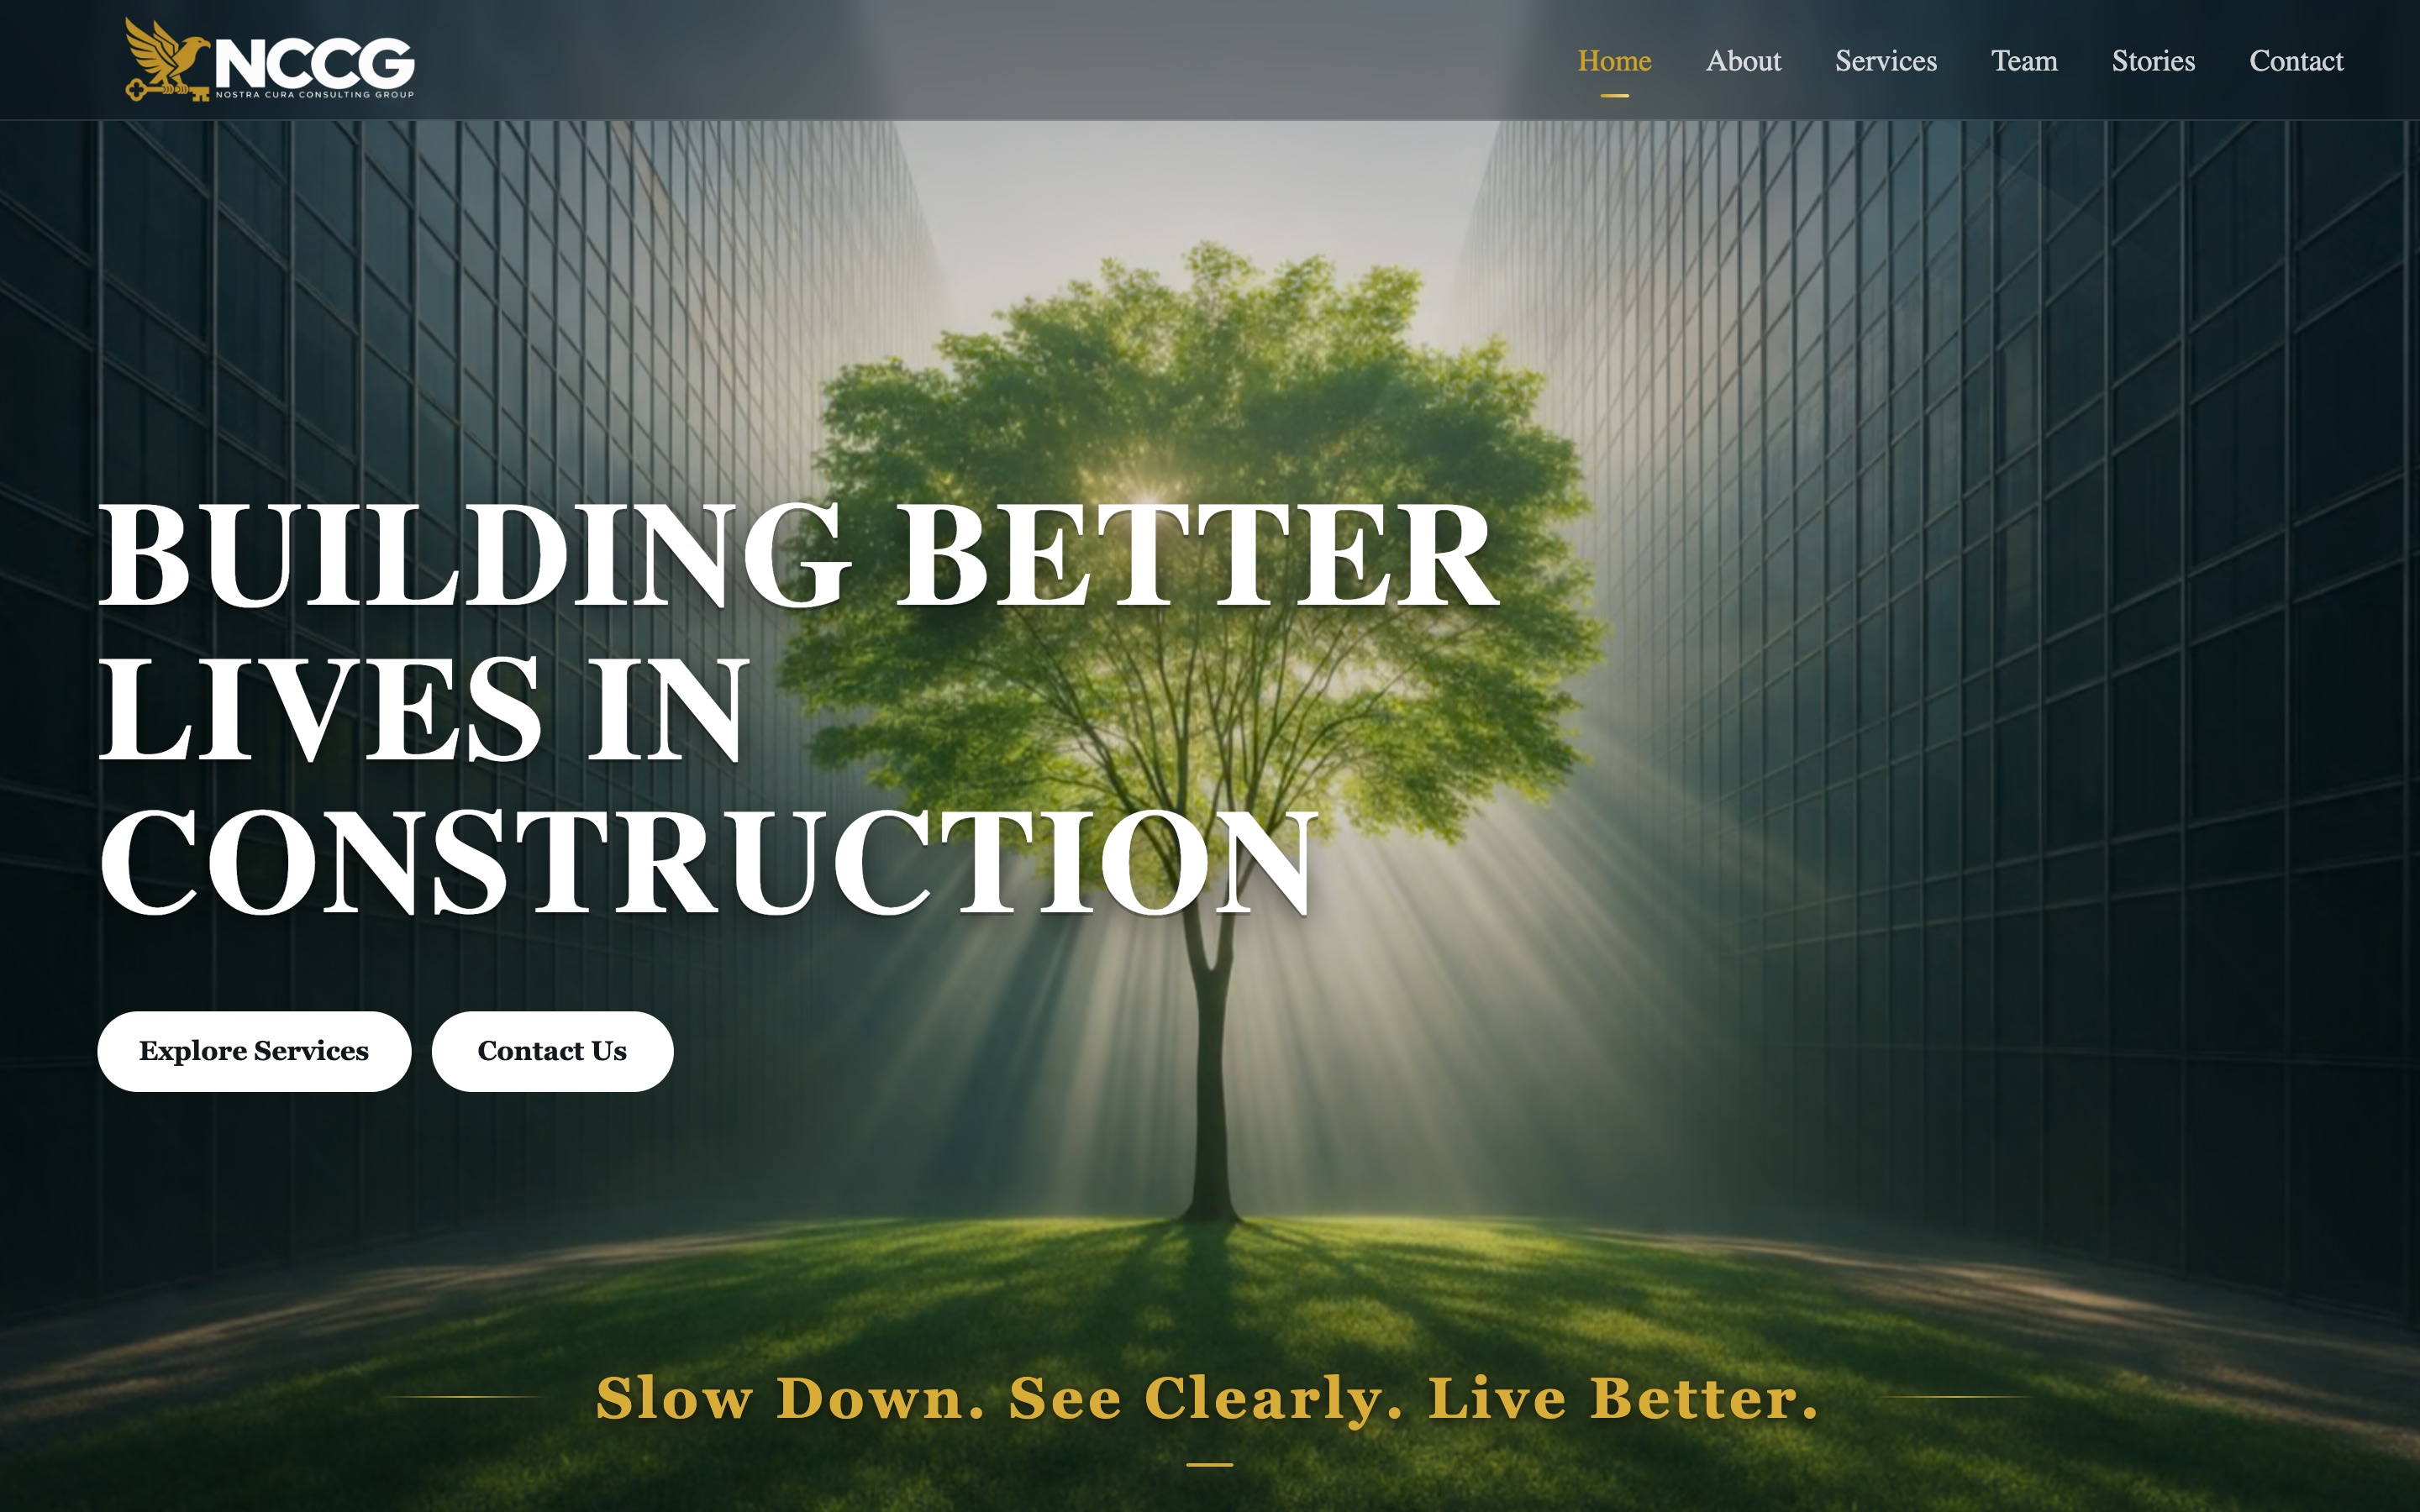 NCCG
NOSTRA CURA CONSULTING GROUP
Home About Services Team Stories Contact
BUILDING BETTER
LIVES IN
CONSTRUCTION
Explore Services Contact Us
Slow Down. See Clearly. Live Better.